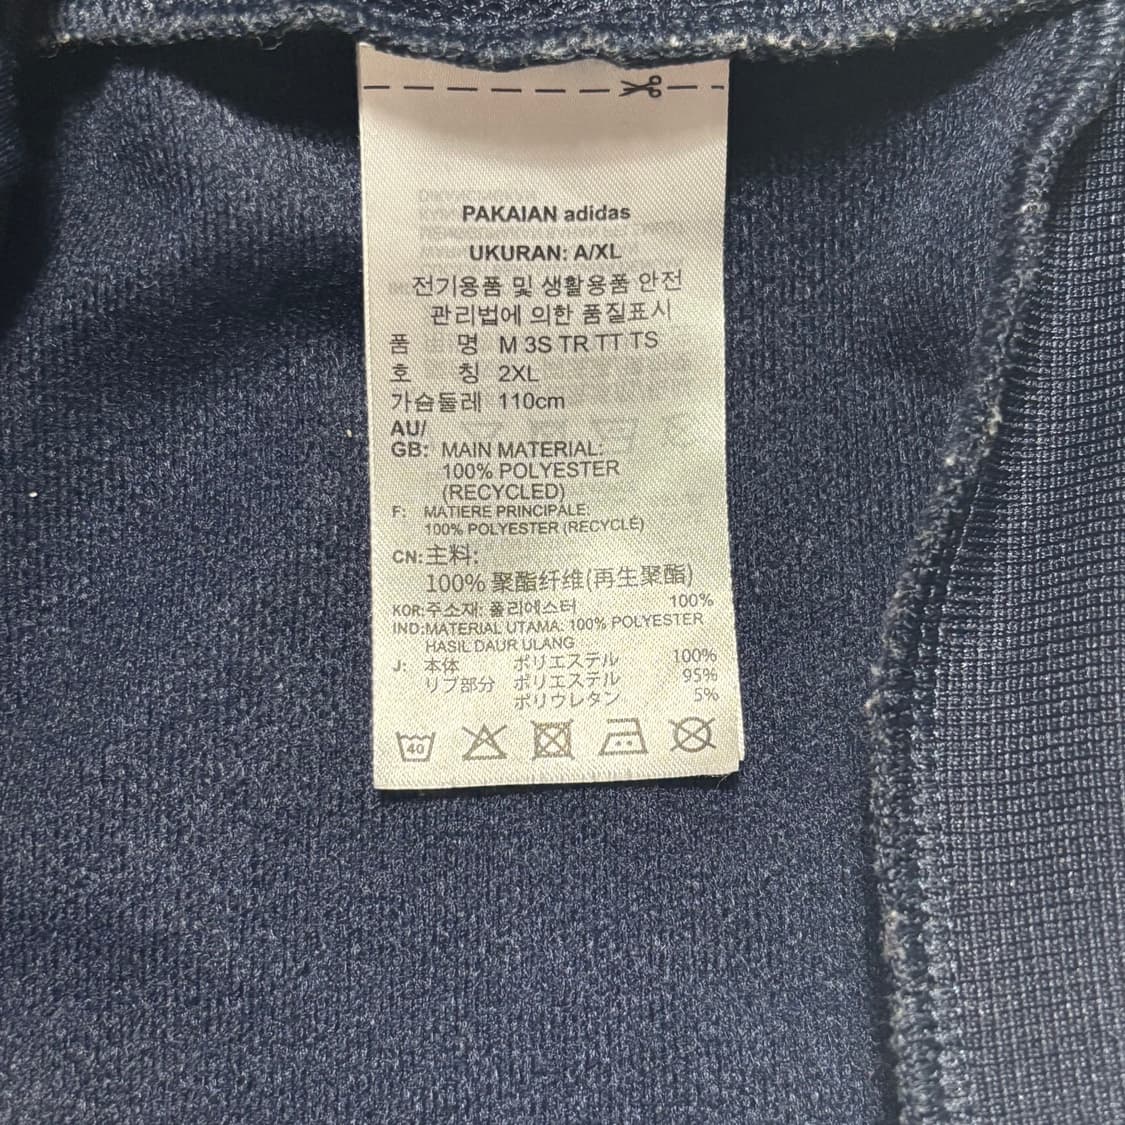 PAKAIAN adidas
UKURAN: A/XL
전기용품 및 생활용품 안전
관리법에 의한 품질표시
품 명 M 3S TR TT TS
호 칭 2XL
가슴둘레 110cm
AU/
GB: MAIN MATERIAL:
100% POLYESTER
(RECYCLED)
F: MATIERE PRINCIPALE:
100% POLYESTER (RECYCLÉ)
CN:主料:
100% 聚酯纤维(再生聚酯)
KOR:주소재: 폴리에스터 100%
IND:MATERIAL UTAMA: 100% POLYESTER
HASIL DAUR ULANG
J: 本体 ポリエステル 100%
リブ部分 ポリエステル 95%
ポリウレタン 5%
40